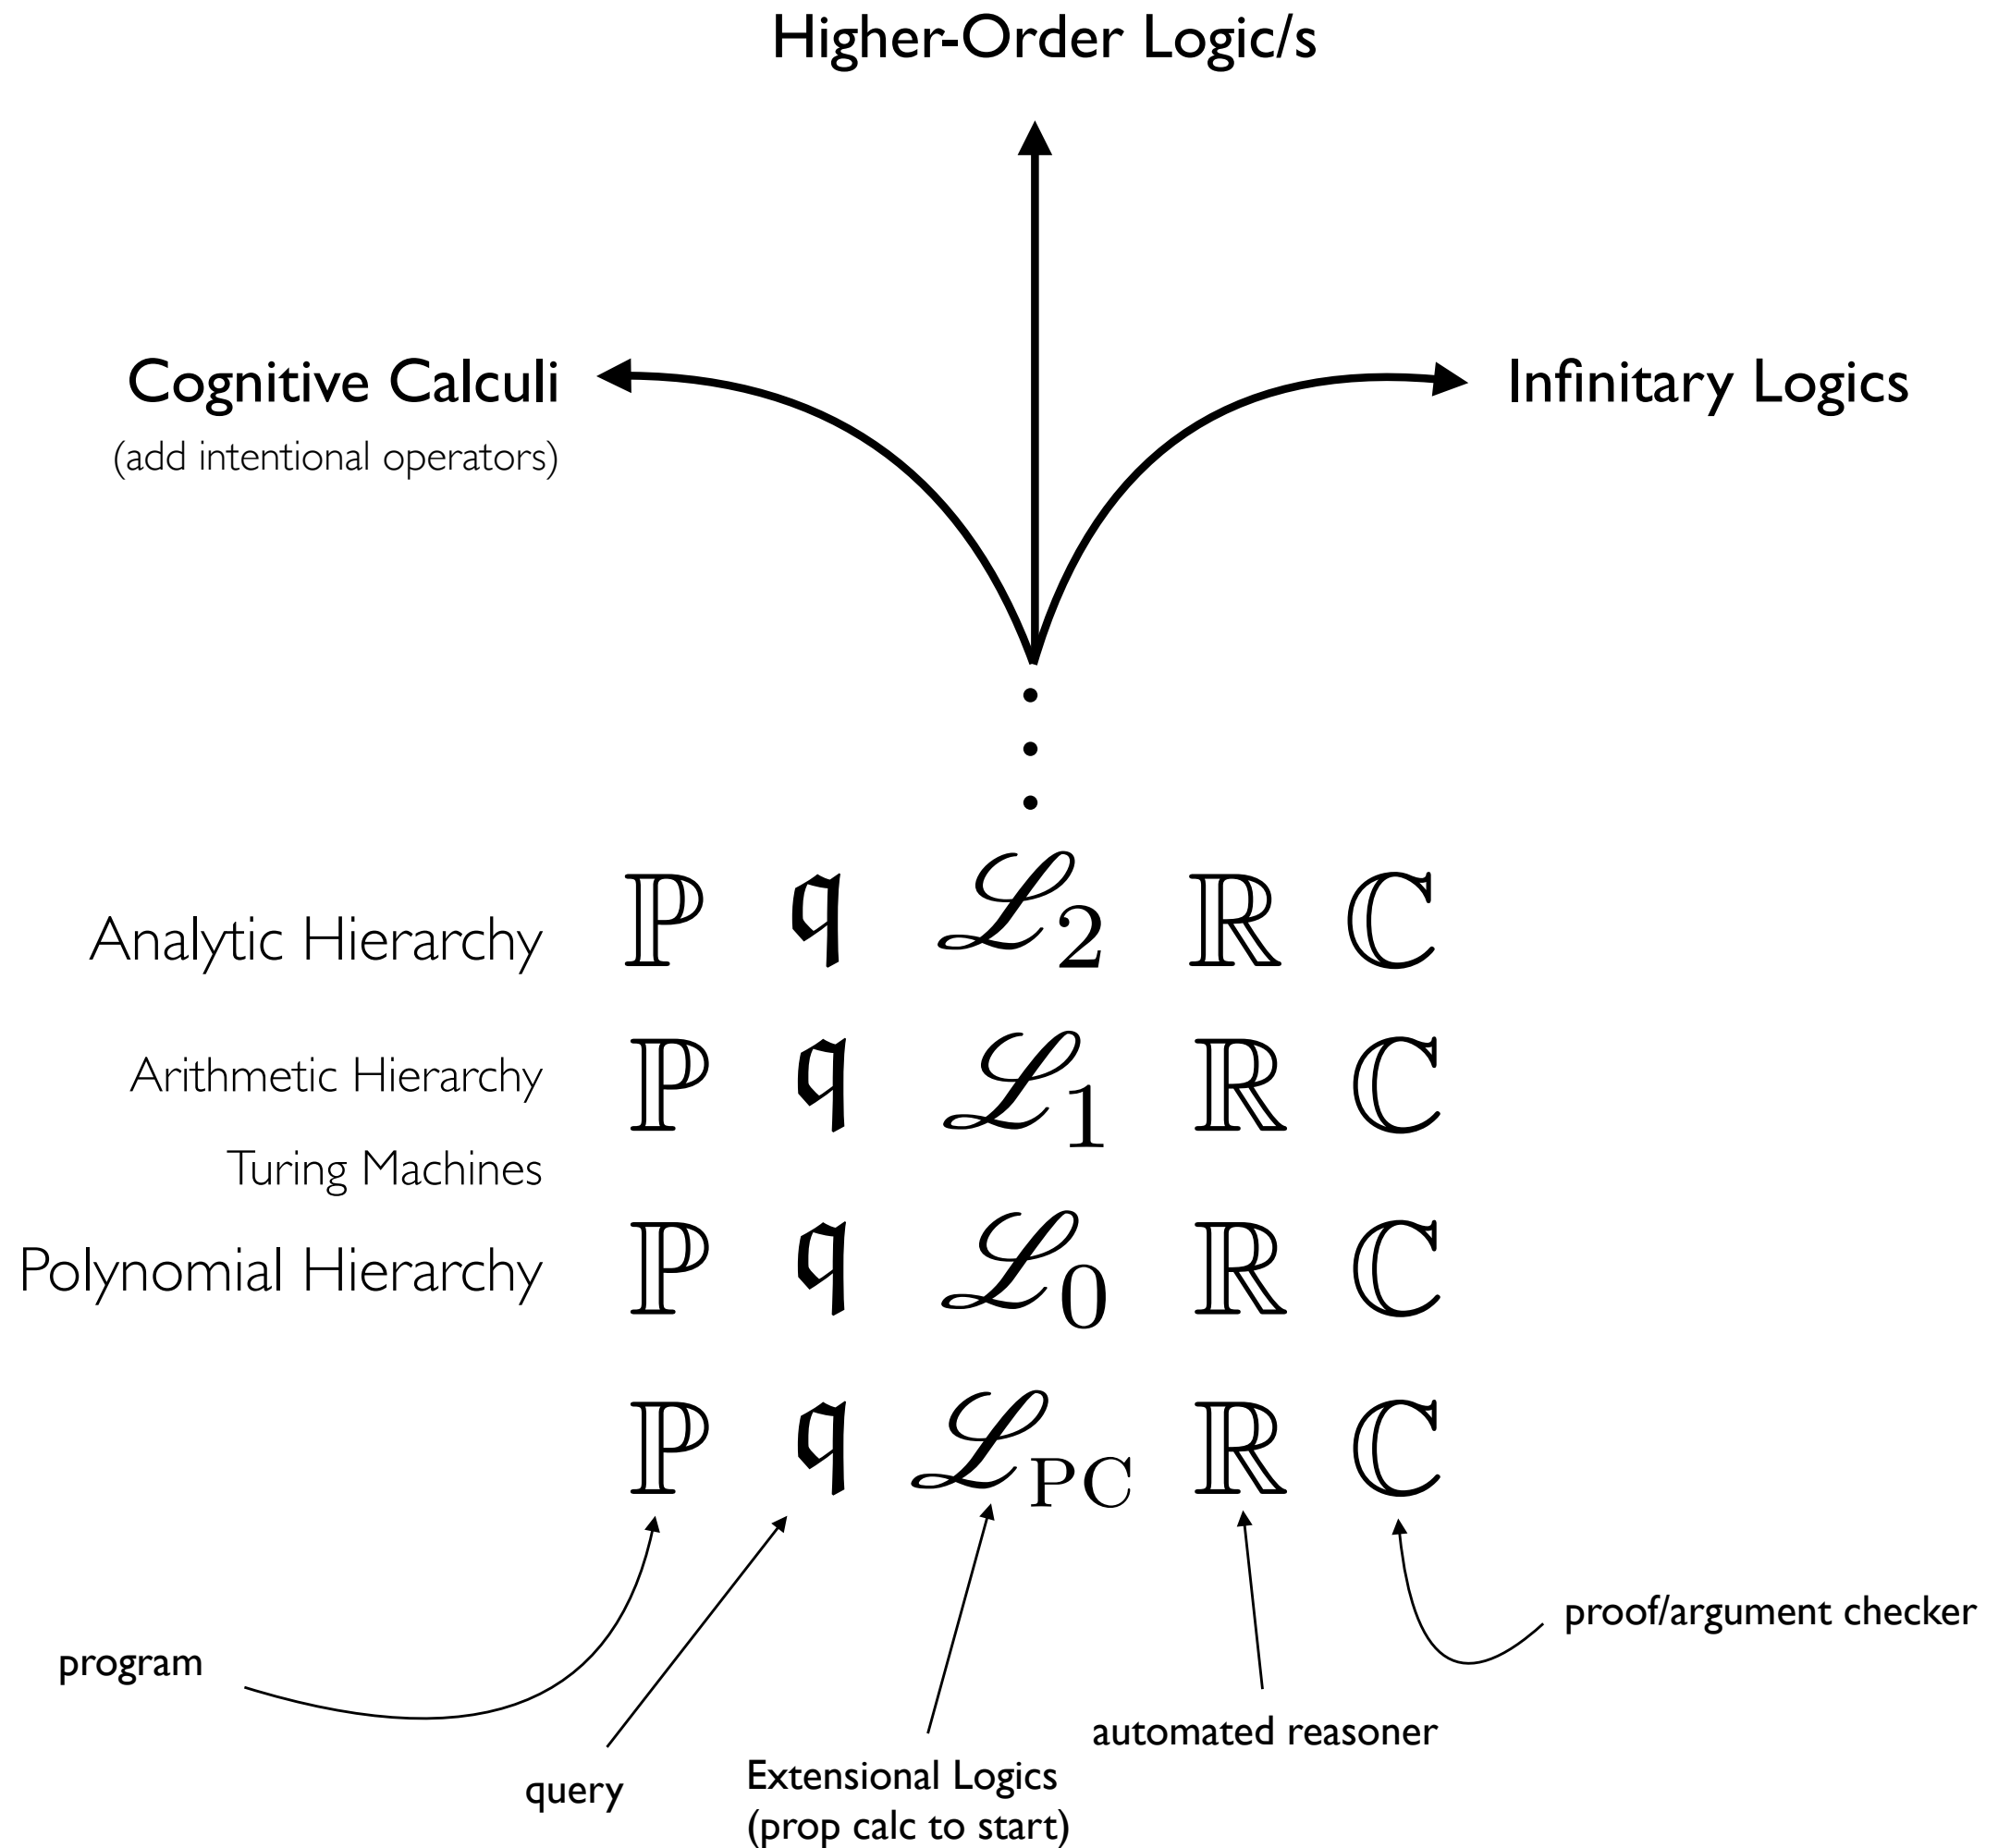 Higher-Order Logic/s
Cognitive Calculi
(add intentional operators)
Infinitary Logics
Analytic Hierarchy ℙ 𝖖 ℒ₂ ℝ ℂ
Arithmetic Hierarchy ℙ 𝖖 ℒ₁ ℝ ℂ
Turing Machines
Polynomial Hierarchy ℙ 𝖖 ℒ₀ ℝ ℂ
ℙ 𝖖 ℒPC ℝ ℂ
program
query
Extensional Logics
(prop calc to start)
automated reasoner
proof/argument checker